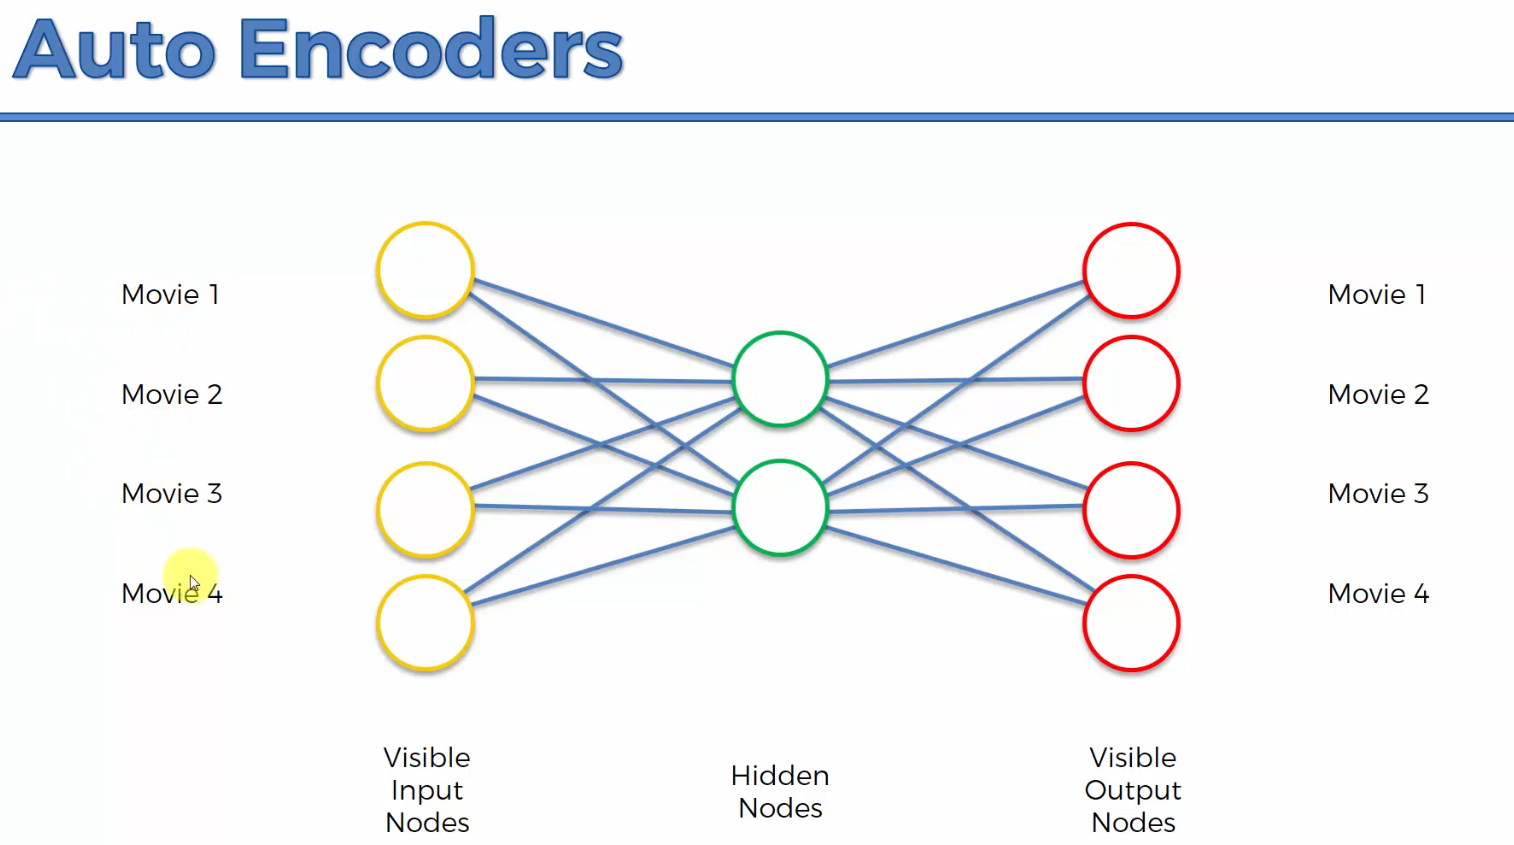 Auto Encoders
Movie 1
Movie 2
Movie 3
Movie 4
Movie 1
Movie 2
Movie 3
Movie 4
Visible
Input
Nodes
Hidden
Nodes
Visible
Output
Nodes